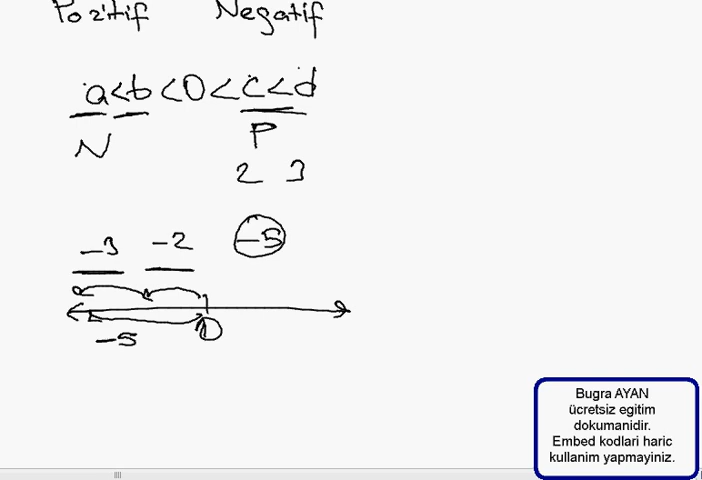 Pozitif Negatif
a<b<0<c<d
N P
2 3
-3 -2 -5
0
-5
Bugra AYAN
ücretsiz egitim
dokumanidir.
Embed kodlari haric
kullanim yapmayiniz.